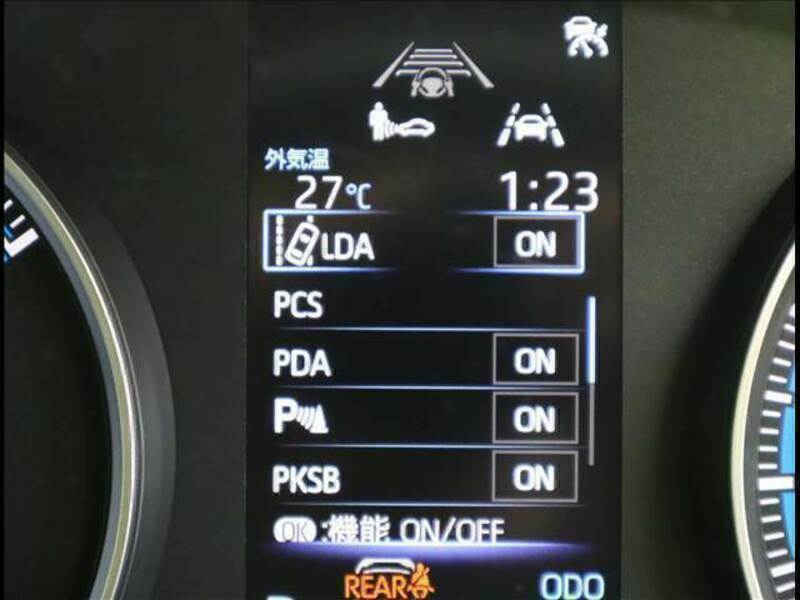 外気温
27°C 1:23
LDA ON
PCS
PDA ON
P ON
PKSB ON
OK :機能 ON/OFF
REAR ODO